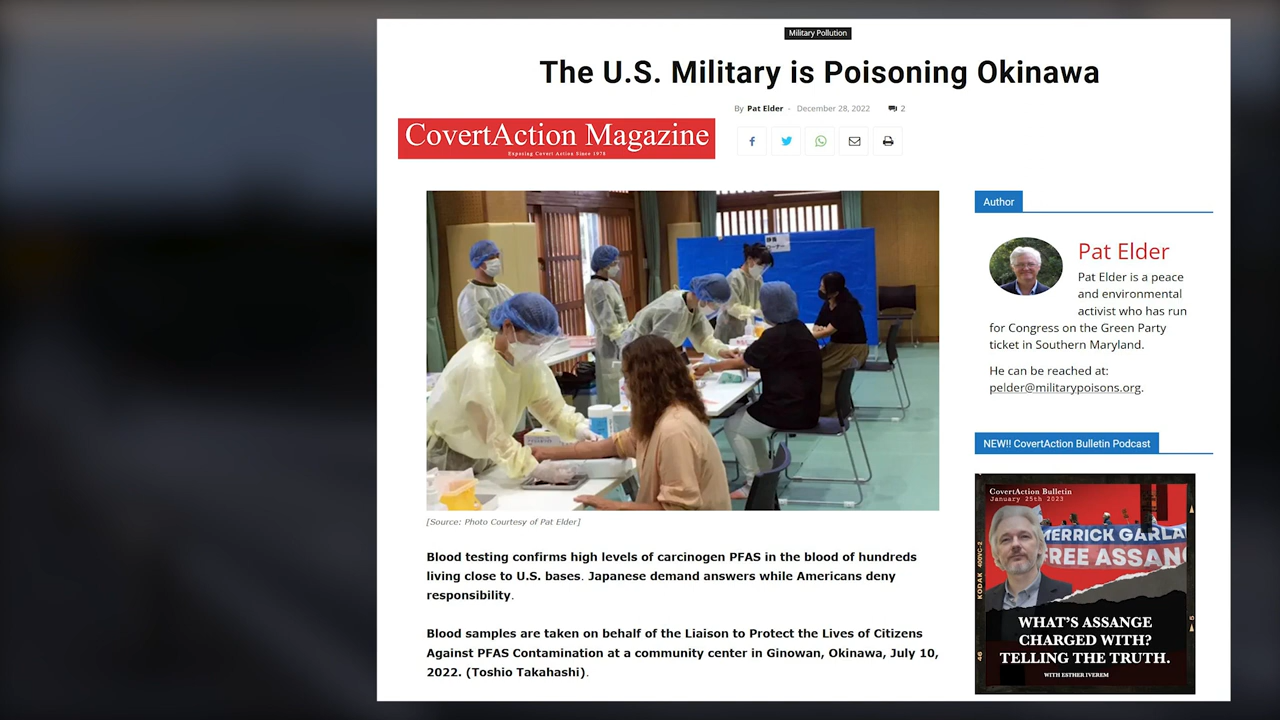 Military Pollution
The U.S. Military is Poisoning Okinawa
By Pat Elder - December 28, 2022 2
CovertAction Magazine
Exposing Covert Action Since 1978
Author
Pat Elder
Pat Elder is a peace
and environmental
activist who has run
for Congress on the Green Party
ticket in Southern Maryland.
He can be reached at:
pelder@militarypoisons.org.
[Source: Photo Courtesy of Pat Elder]
Blood testing confirms high levels of carcinogen PFAS in the blood of hundreds
living close to U.S. bases. Japanese demand answers while Americans deny
responsibility.
Blood samples are taken on behalf of the Liaison to Protect the Lives of Citizens
Against PFAS Contamination at a community center in Ginowan, Okinawa, July 10,
2022. (Toshio Takahashi).
NEW!! CovertAction Bulletin Podcast
CovertAction Bulletin
January 25th 2023
MERRICK GARLA
FREE ASSANG
KODAK 400VC-2
46
WHAT'S ASSANGE
CHARGED WITH?
TELLING THE TRUTH.
WITH ESTHER IVEREM